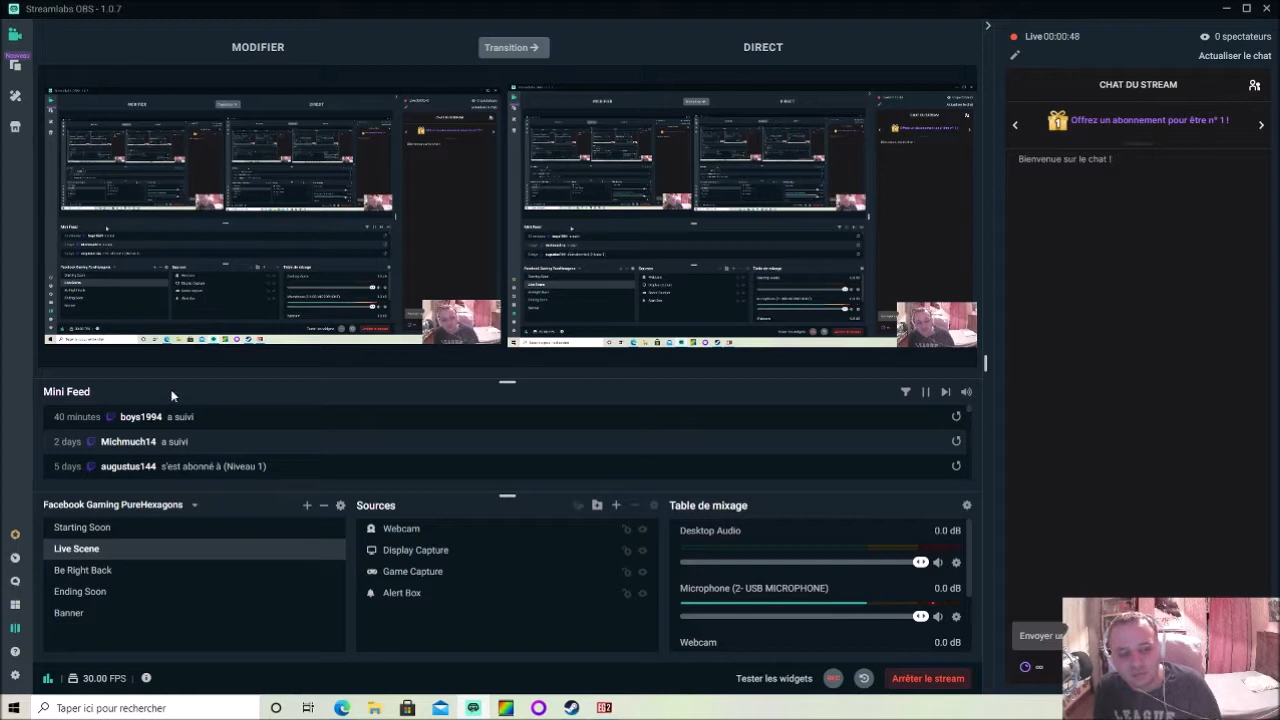 Streamlabs OBS - 1.0.7
Nouveau
MODIFIER
Transition
DIRECT
Live 00:00:48
0 spectateurs
Actualiser le chat
CHAT DU STREAM
1
Offrez un abonnement pour être n° 1 !
Bienvenue sur le chat !
Mini Feed
40 minutes boys1994 a suivi
2 days Michmuch14 a suivi
5 days augustus144 s'est abonné à (Niveau 1)
Facebook Gaming PureHexagons
Starting Soon
Live Scene
Be Right Back
Ending Soon
Banner
Sources
Webcam
Display Capture
Game Capture
Alert Box
Table de mixage
Desktop Audio 0.0 dB
Microphone (2- USB MICROPHONE) 0.0 dB
Webcam 0.0 dB
Envoyer
30.00 FPS
Tester les widgets
REC
Arrêter le stream
Taper ici pour rechercher
LEAGUE